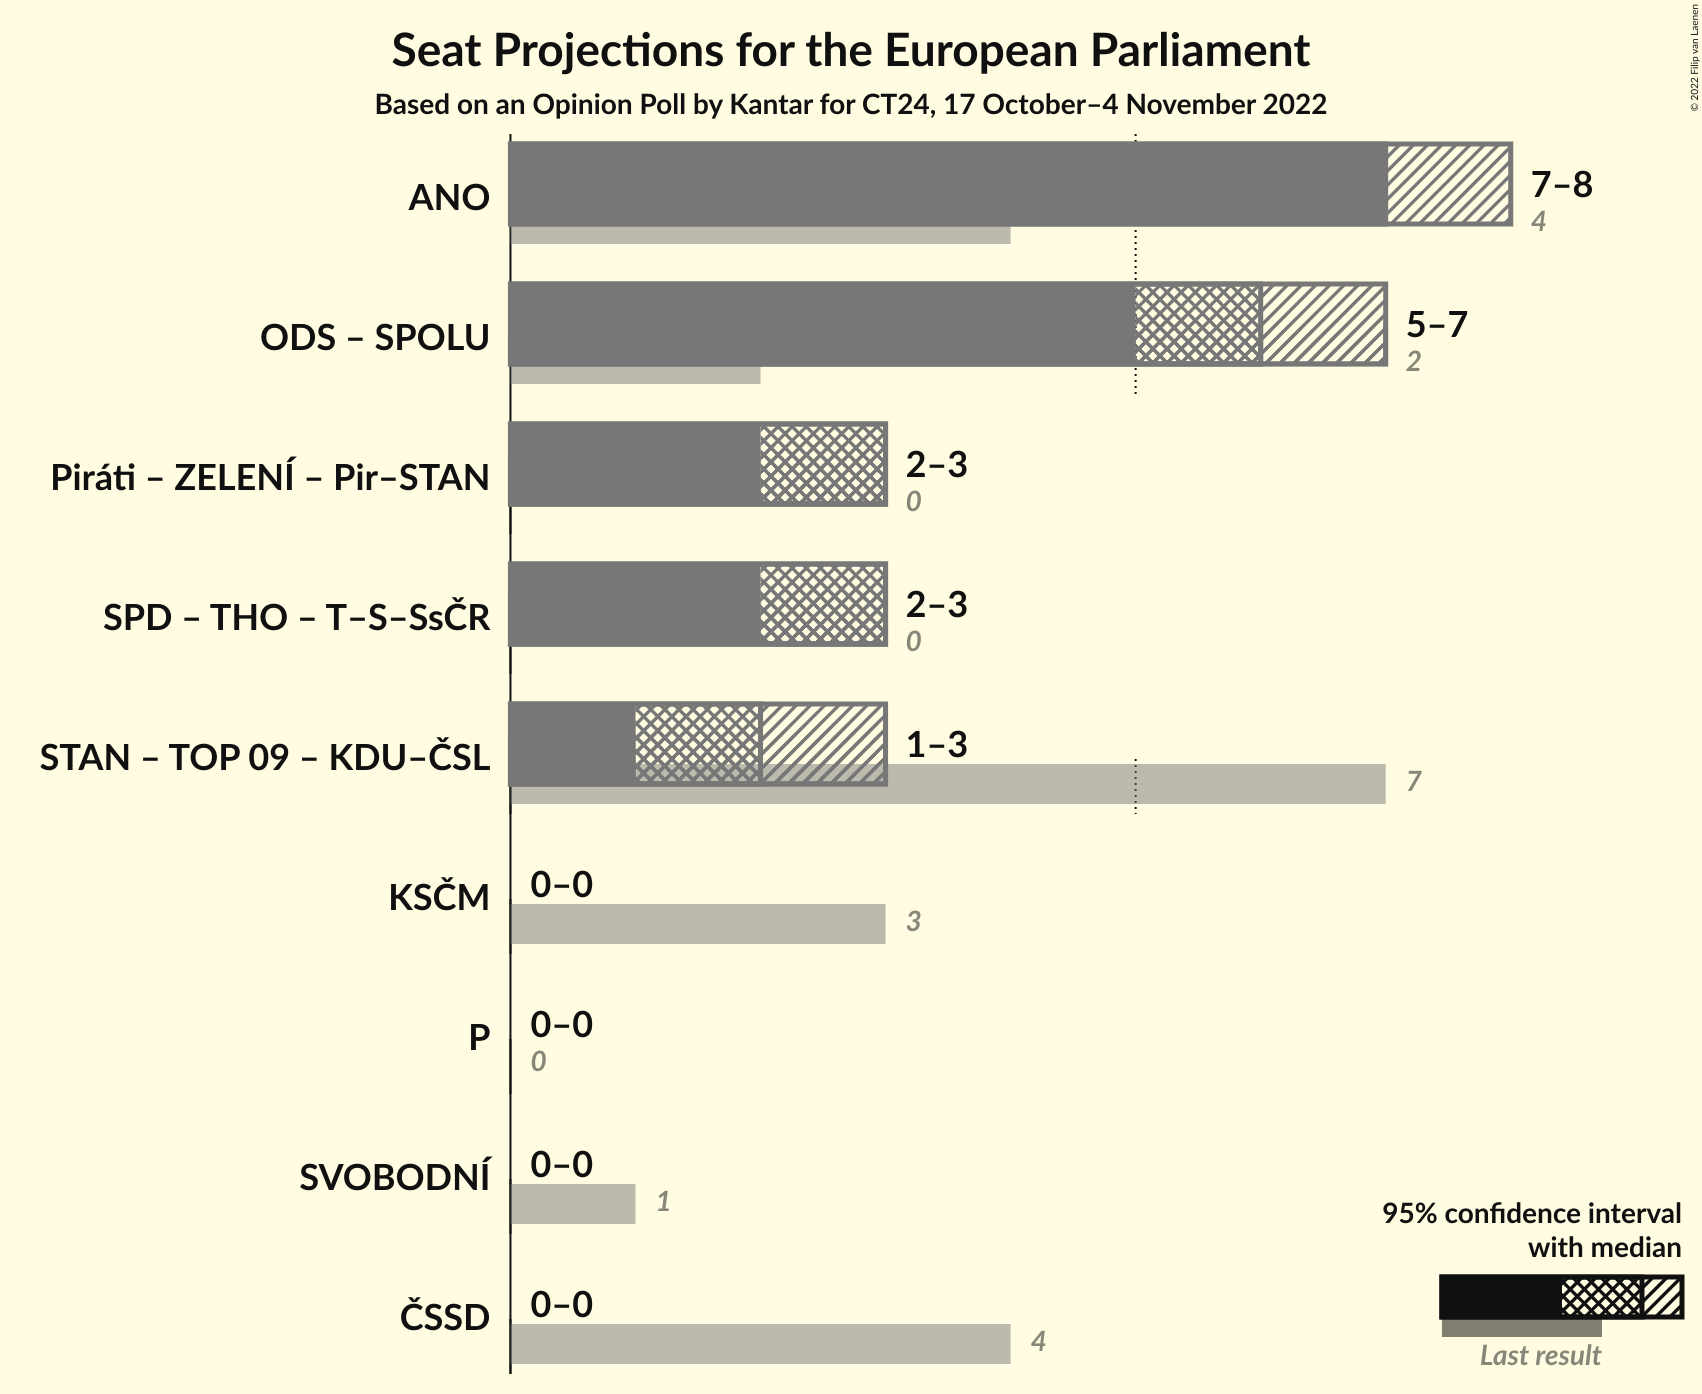 Seat Projections for the European Parliament
Based on an Opinion Poll by Kantar for CT24, 17 October–4 November 2022
© 2022 Filip van Laenen
ANO
7–8
4
ODS – SPOLU
5–7
2
Piráti – ZELENÍ – Pir–STAN
2–3
0
SPD – THO – T–S–SsČR
2–3
0
STAN – TOP 09 – KDU–ČSL
1–3
7
KSČM
0–0
3
P
0–0
0
SVOBODNÍ
0–0
1
ČSSD
0–0
4
95% confidence interval
with median
Last result